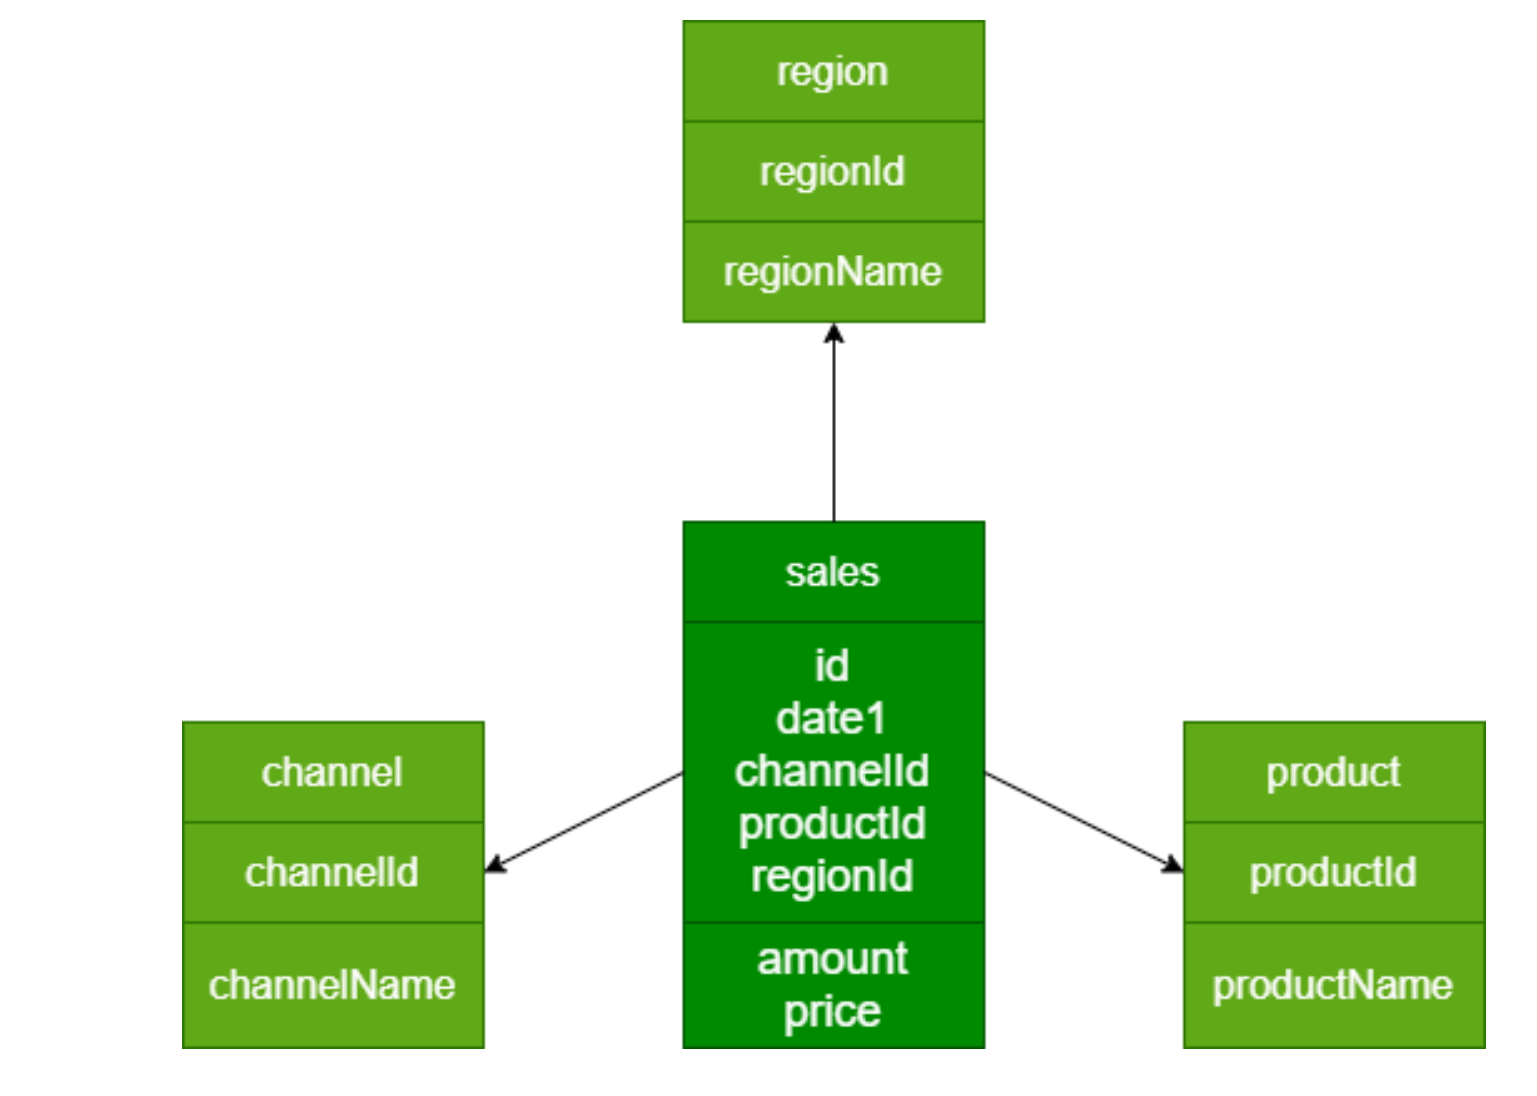 region
regionId
regionName
sales
id
date1
channelId
productId
regionId
amount
price
channel
channelId
channelName
product
productId
productName